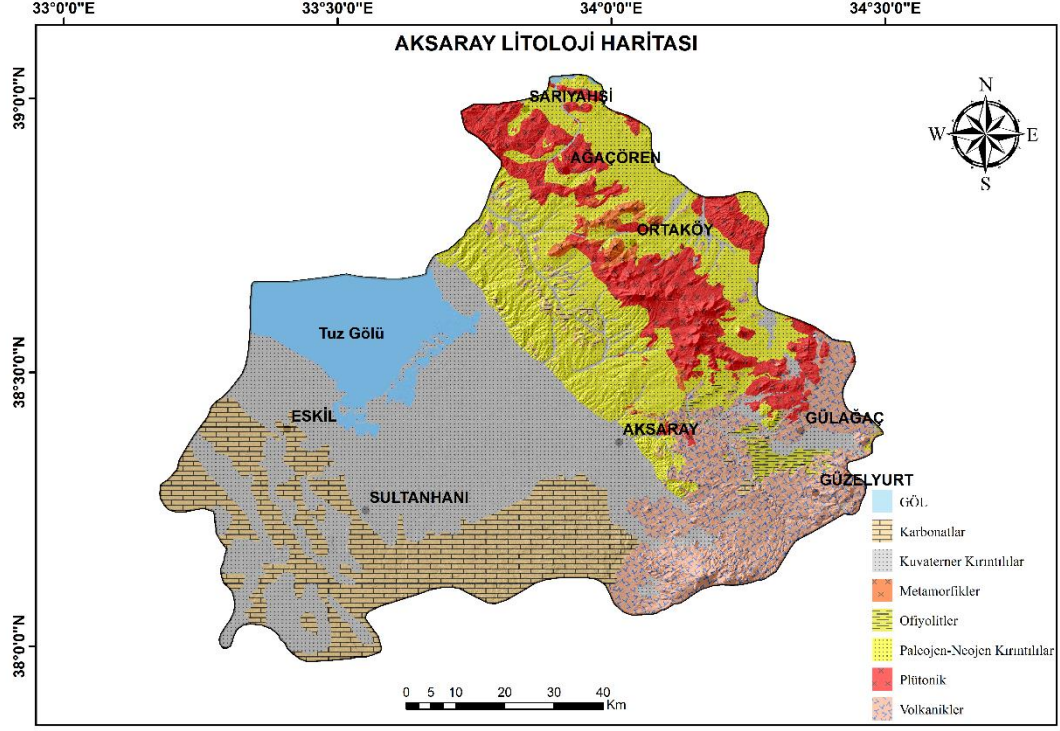 33°0'0"E 33°30'0"E 34°0'0"E 34°30'0"E
AKSARAY LİTOLOJİ HARİTASI
39°0'0"N
38°30'0"N
38°0'0"N
N
W E
S
SARIYAHŞİ
AĞAÇÖREN
ORTAKÖY
Tuz Gölü
ESKİL
AKSARAY
GÜLAĞAÇ
SULTANHANI
GÜZELYURT
GÖL
Karbonatlar
Kuvaterner Kırıntılılar
Metamorfikler
Ofiyolitler
Paleojen-Neojen Kırıntılılar
Plütonik
Volkanikler
0 5 10 20 30 40
Km